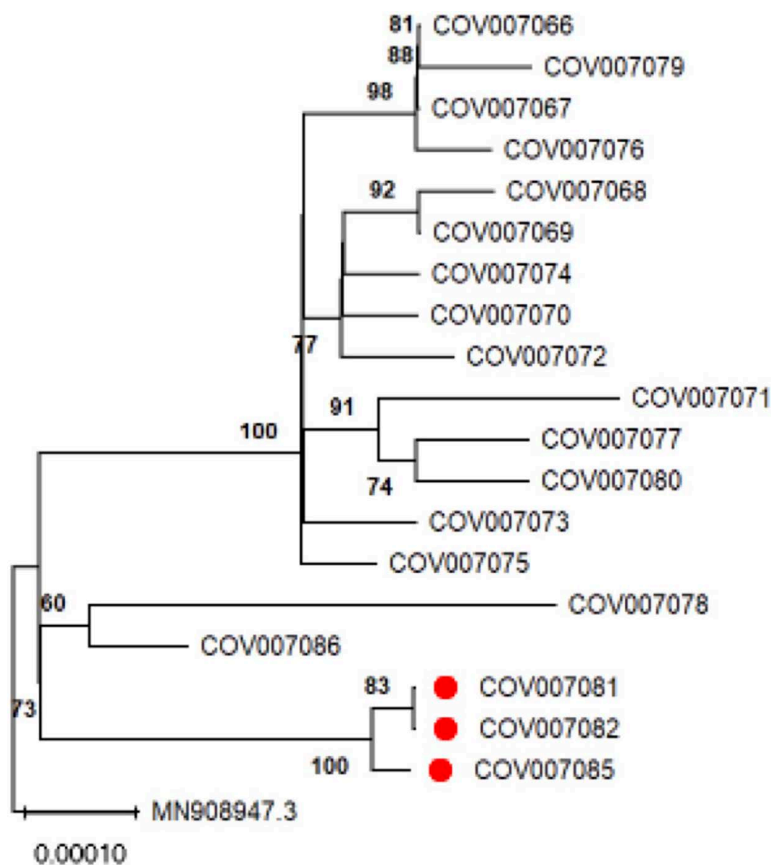 81 COV007066
88 COV007079
98 COV007067
COV007076
92 COV007068
COV007069
COV007074
COV007070
77 COV007072
91 COV007071
100 COV007077
74 COV007080
COV007073
COV007075
60 COV007078
COV007086
83 COV007081
73 COV007082
100 COV007085
MN908947.3
0.00010